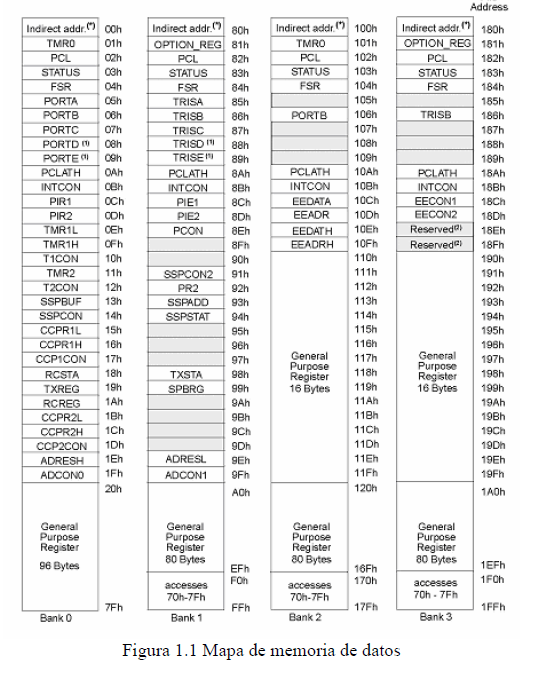 Address
Indirect addr.(*) 00h Indirect addr.(*) 80h Indirect addr.(*) 100h Indirect addr.(*) 180h
TMR0 01h OPTION_REG 81h TMR0 101h OPTION_REG 181h
PCL 02h PCL 82h PCL 102h PCL 182h
STATUS 03h STATUS 83h STATUS 103h STATUS 183h
FSR 04h FSR 84h FSR 104h FSR 184h
PORTA 05h TRISA 85h 105h 185h
PORTB 06h TRISB 86h PORTB 106h TRISB 186h
PORTC 07h TRISC 87h 107h 187h
PORTD (1) 08h TRISD (1) 88h 108h 188h
PORTE (1) 09h TRISE (1) 89h 109h 189h
PCLATH 0Ah PCLATH 8Ah PCLATH 10Ah PCLATH 18Ah
INTCON 0Bh INTCON 8Bh INTCON 10Bh INTCON 18Bh
PIR1 0Ch PIE1 8Ch EEDATA 10Ch EECON1 18Ch
PIR2 0Dh PIE2 8Dh EEADR 10Dh EECON2 18Dh
TMR1L 0Eh PCON 8Eh EEDATH 10Eh Reserved(2) 18Eh
TMR1H 0Fh 8Fh EEADRH 10Fh Reserved(2) 18Fh
T1CON 10h 90h 110h 190h
TMR2 11h SSPCON2 91h 111h 191h
T2CON 12h PR2 92h 112h 192h
SSPBUF 13h SSPADD 93h 113h 193h
SSPCON 14h SSPSTAT 94h 114h 194h
CCPR1L 15h 95h 115h 195h
CCPR1H 16h 96h General 116h General 196h
CCP1CON 17h 97h Purpose 117h Purpose 197h
RCSTA 18h TXSTA 98h Register 118h Register 198h
TXREG 19h SPBRG 99h 16 Bytes 119h 16 Bytes 199h
RCREG 1Ah 9Ah 11Ah 19Ah
CCPR2L 1Bh 9Bh 11Bh 19Bh
CCPR2H 1Ch 9Ch 11Ch 19Ch
CCP2CON 1Dh 9Dh 11Dh 19Dh
ADRESH 1Eh ADRESL 9Eh 11Eh 19Eh
ADCON0 1Fh ADCON1 9Fh 11Fh 19Fh
20h A0h 120h 1A0h
General General General General
Purpose Purpose Purpose Purpose
Register Register Register Register
96 Bytes 80 Bytes 80 Bytes 80 Bytes
EFh 16Fh 1EFh
accesses F0h accesses 170h accesses 1F0h
70h-7Fh 70h-7Fh 70h - 7Fh
7Fh FFh 17Fh 1FFh
Bank 0 Bank 1 Bank 2 Bank 3
Figura 1.1 Mapa de memoria de datos